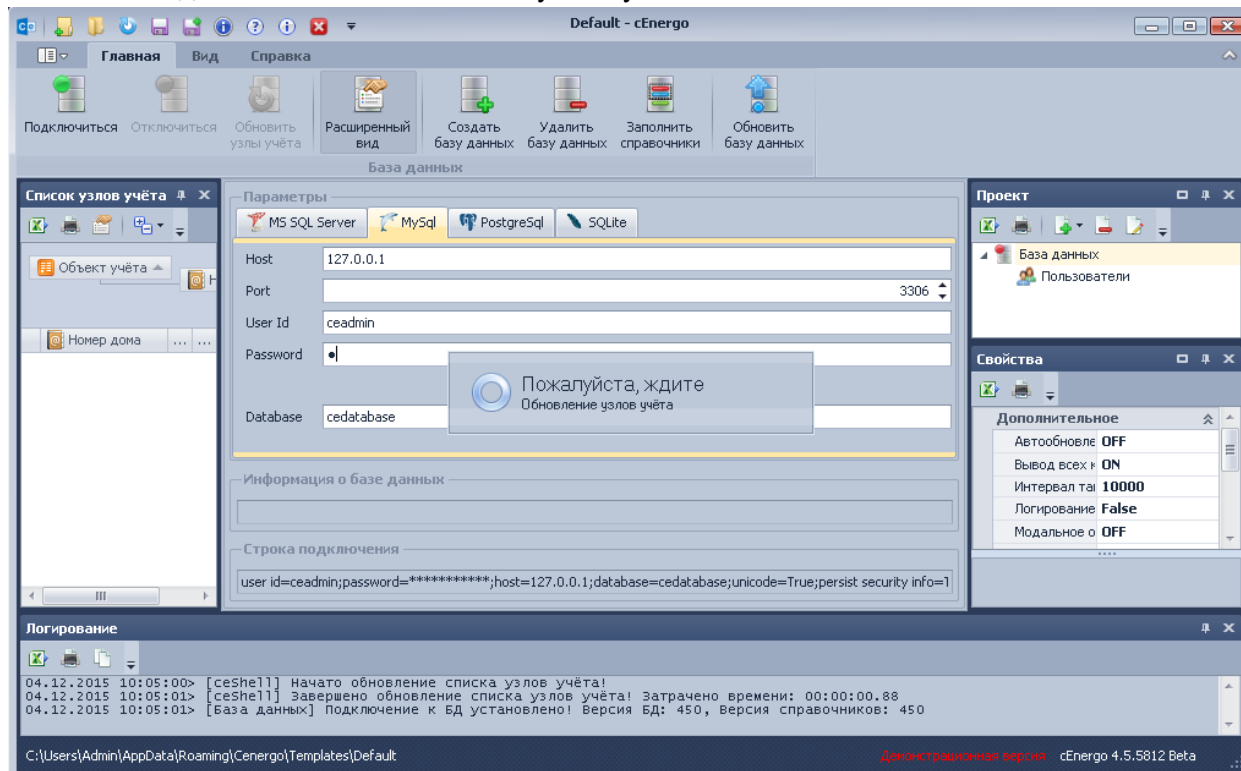 Default - cEnergo
Главная Вид Справка
Подключиться Отключиться Обновить узлы учёта Расширенный вид Создать базу данных Удалить базу данных Заполнить справочники Обновить базу данных
База данных
Список узлов учёта
Объект учёта
Н
Номер дома ... ...
Параметры
MS SQL Server MySql PostgreSql SQLite
Host 127.0.0.1
Port 3306
User Id ceadmin
Password
Пожалуйста, ждите
Обновление узлов учёта
Database cedatabase
Информация о базе данных
Строка подключения
user id=ceadmin;password=***********;host=127.0.0.1;database=cedatabase;unicode=True;persist security info=T
Проект
База данных
Пользователи
Свойства
Дополнительное
Автообновле OFF
Вывод всех к ON
Интервал таı 10000
Логирование False
Модальное о OFF
Логирование
04.12.2015 10:05:00> [ceShell] Начато обновление списка узлов учёта!
04.12.2015 10:05:01> [ceShell] Завершено обновление списка узлов учёта! Затрачено времени: 00:00:00.88
04.12.2015 10:05:01> [База данных] Подключение к БД установлено! Версия БД: 450, Версия справочников: 450
C:\Users\Admin\AppData\Roaming\Cenergo\Templates\Default Демонстрационная версия cEnergo 4.5.5812 Beta